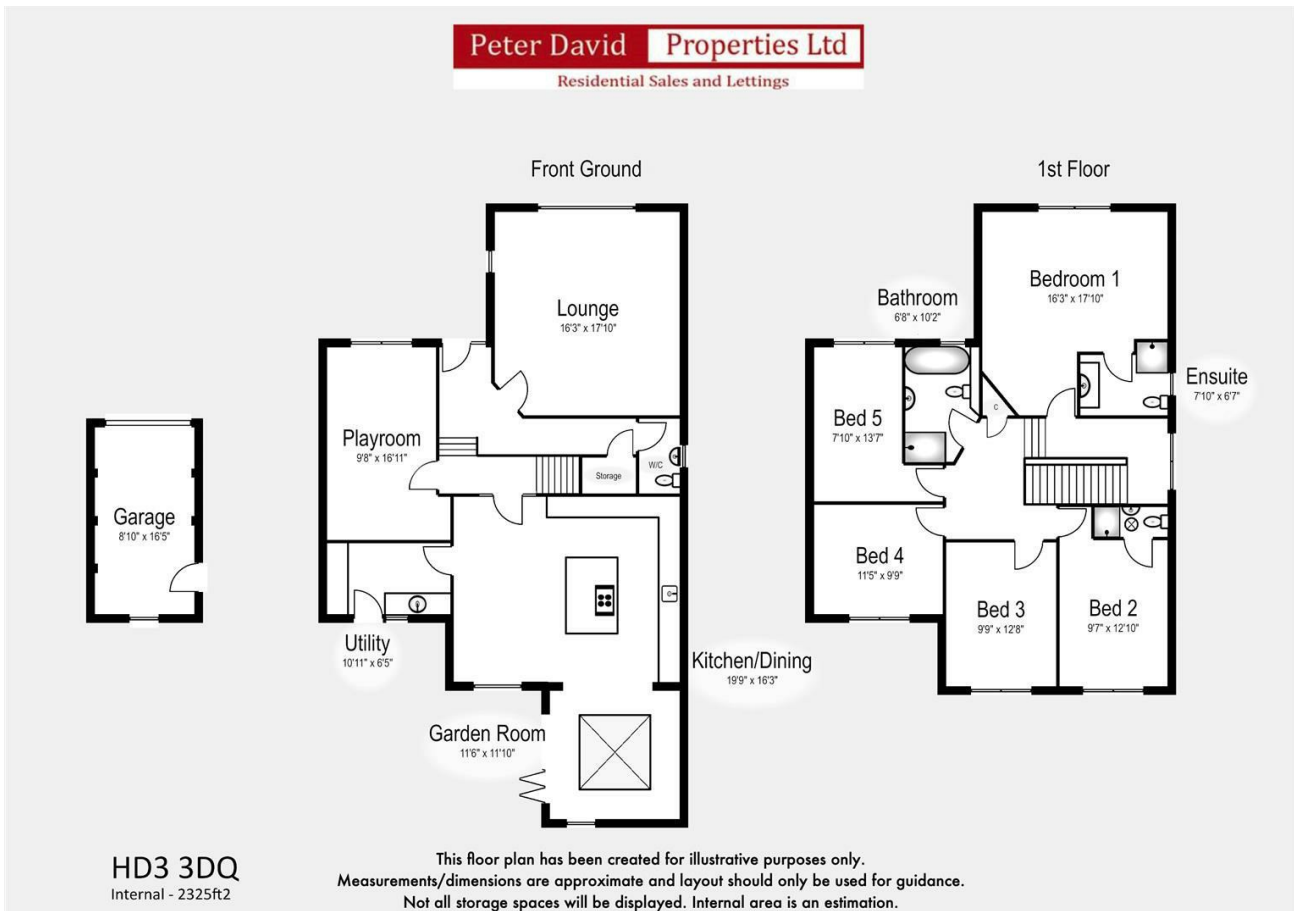 Peter David Properties Ltd
Residential Sales and Lettings
Front Ground
1st Floor
Lounge
16'3" x 17'10"
Playroom
9'8" x 16'11"
Storage
W/C
Garage
8'10" x 16'5"
Utility
10'11" x 6'5"
Kitchen/Dining
19'9" x 16'3"
Garden Room
11'6" x 11'10"
Bedroom 1
16'3" x 17'10"
Bathroom
6'8" x 10'2"
Ensuite
7'10" x 6'7"
C
Bed 5
7'10" x 13'7"
Bed 4
11'5" x 9'9"
Bed 3
9'9" x 12'8"
Bed 2
9'7" x 12'10"
HD3 3DQ
Internal - 2325ft2
This floor plan has been created for illustrative purposes only.
Measurements/dimensions are approximate and layout should only be used for guidance.
Not all storage spaces will be displayed. Internal area is an estimation.